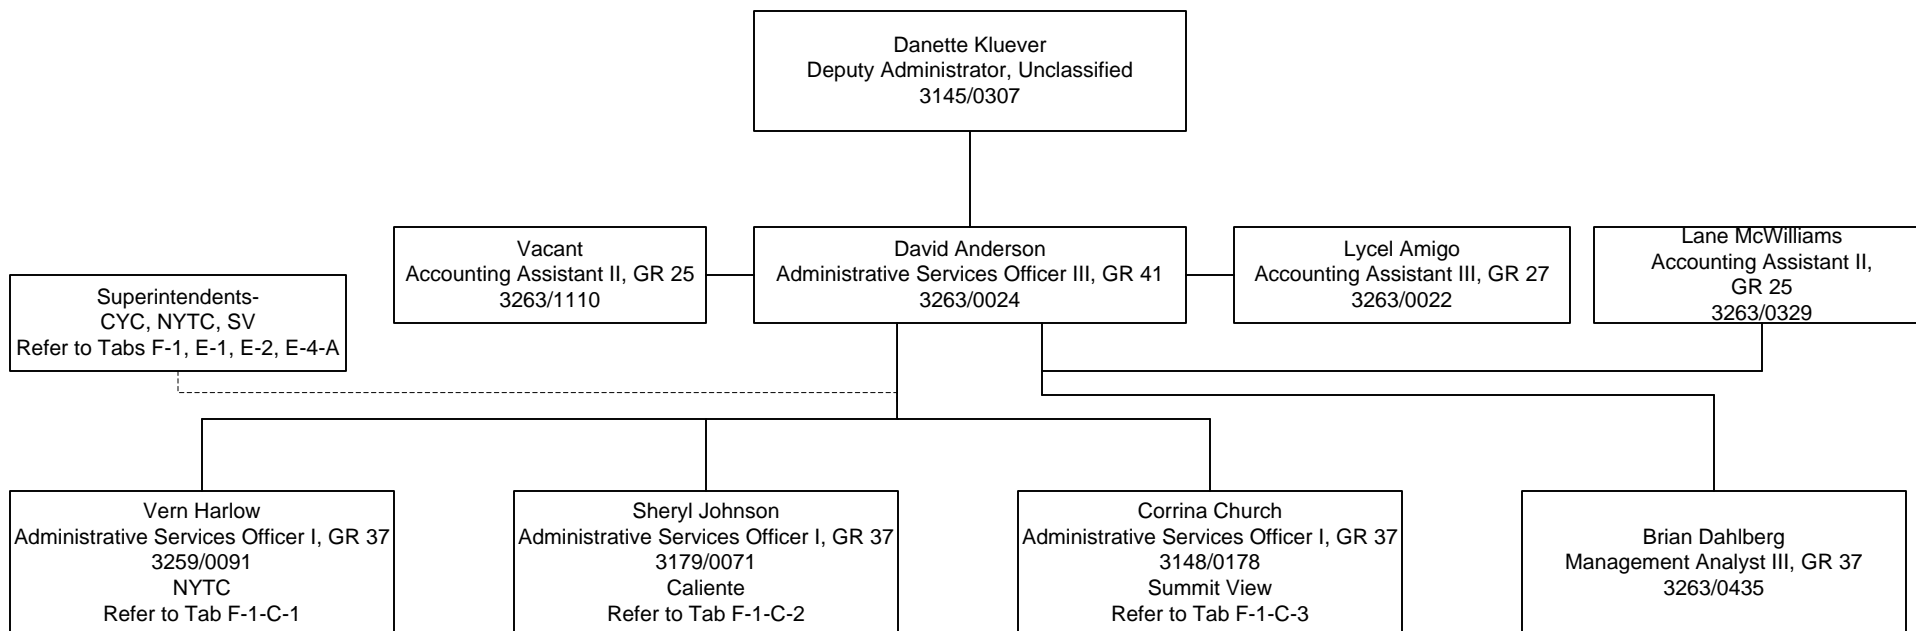 Danette Kluever
Deputy Administrator, Unclassified
3145/0307
Vacant
Accounting Assistant II, GR 25
3263/1110
David Anderson
Administrative Services Officer III, GR 41
3263/0024
Lycel Amigo
Accounting Assistant III, GR 27
3263/0022
Lane McWilliams
Accounting Assistant II,
GR 25
3263/0329
Superintendents-
CYC, NYTC, SV
Refer to Tabs F-1, E-1, E-2, E-4-A
Vern Harlow
Administrative Services Officer I, GR 37
3259/0091
NYTC
Refer to Tab F-1-C-1
Sheryl Johnson
Administrative Services Officer I, GR 37
3179/0071
Caliente
Refer to Tab F-1-C-2
Corrina Church
Administrative Services Officer I, GR 37
3148/0178
Summit View
Refer to Tab F-1-C-3
Brian Dahlberg
Management Analyst III, GR 37
3263/0435